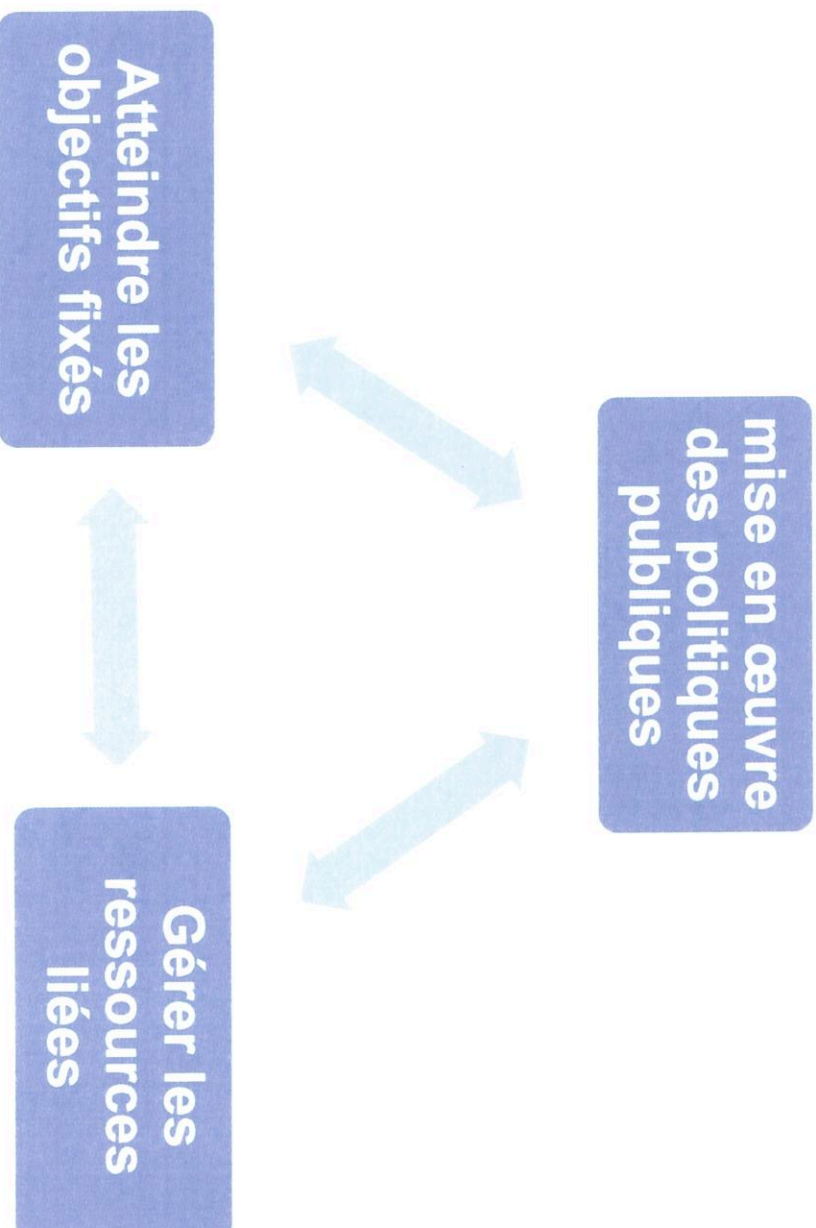 mise en œuvre
des politiques
publiques
Atteindre les
objectifs fixés
Gérer les
ressources
liées